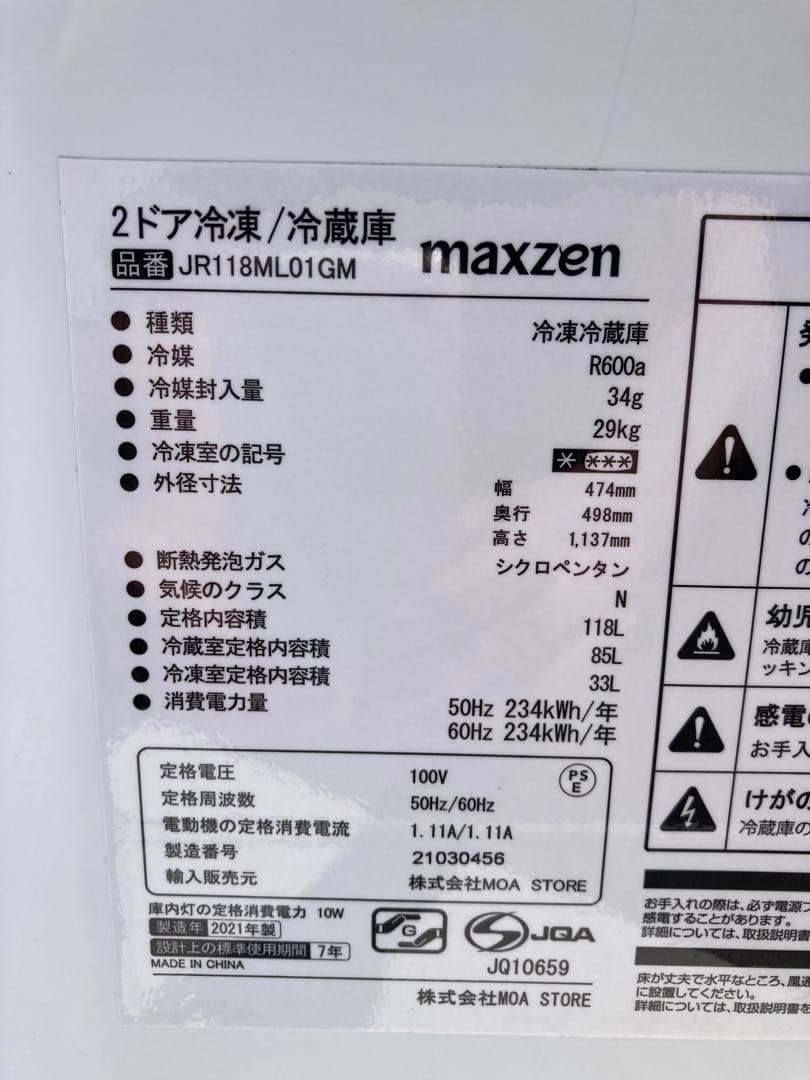 2ドア冷凍/冷蔵庫
maxzen
品番 JR118ML01GM
● 種類 冷凍冷蔵庫
● 冷媒 R600a
● 冷媒封入量 34g
● 重量 29kg
● 冷凍室の記号 * ***
● 外径寸法 幅 474mm
奥行 498mm
高さ 1,137mm
● 断熱発泡ガス シクロペンタン
● 気候のクラス N
● 定格内容積 118L
● 冷蔵室定格内容積 85L
● 冷凍室定格内容積 33L
● 消費電力量 50Hz 234kWh/年
60Hz 234kWh/年
定格電圧 100V
PSE
定格周波数 50Hz/60Hz
電動機の定格消費電流 1.11A/1.11A
製造番号 21030456
輸入販売元 株式会社MOA STORE
庫内灯の定格消費電力 10W
製造年 2021年製
設計上の標準使用期間 7年
MADE IN CHINA
G
JQA
JQ10659
株式会社MOA STORE
幼児
冷蔵庫
ッキン
感電の
お手入
けがの
冷蔵庫の
お手入れの際は、必ず電源プ
感電することがあります。
詳細については、取扱説明書
床が丈夫で水平なところ、風通
に設置してください。
詳細については、取扱説明書を